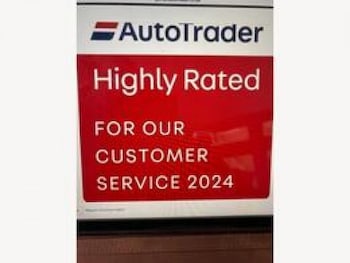 AutoTrader
Highly Rated
FOR OUR
CUSTOMER
SERVICE 2024